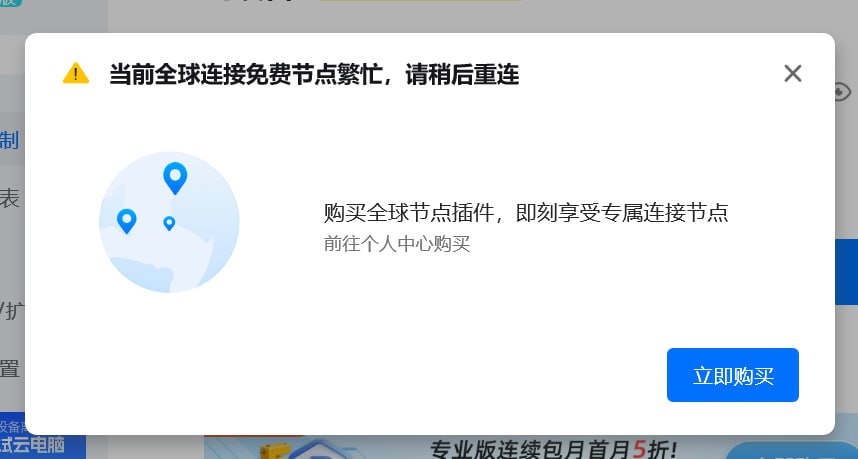 当前全球连接免费节点繁忙，请稍后重连
制
表
购买全球节点插件，即刻享受专属连接节点
前往个人中心购买
/扩
置
立即购买
设备
试云电脑
专业版连续包月首月5折！